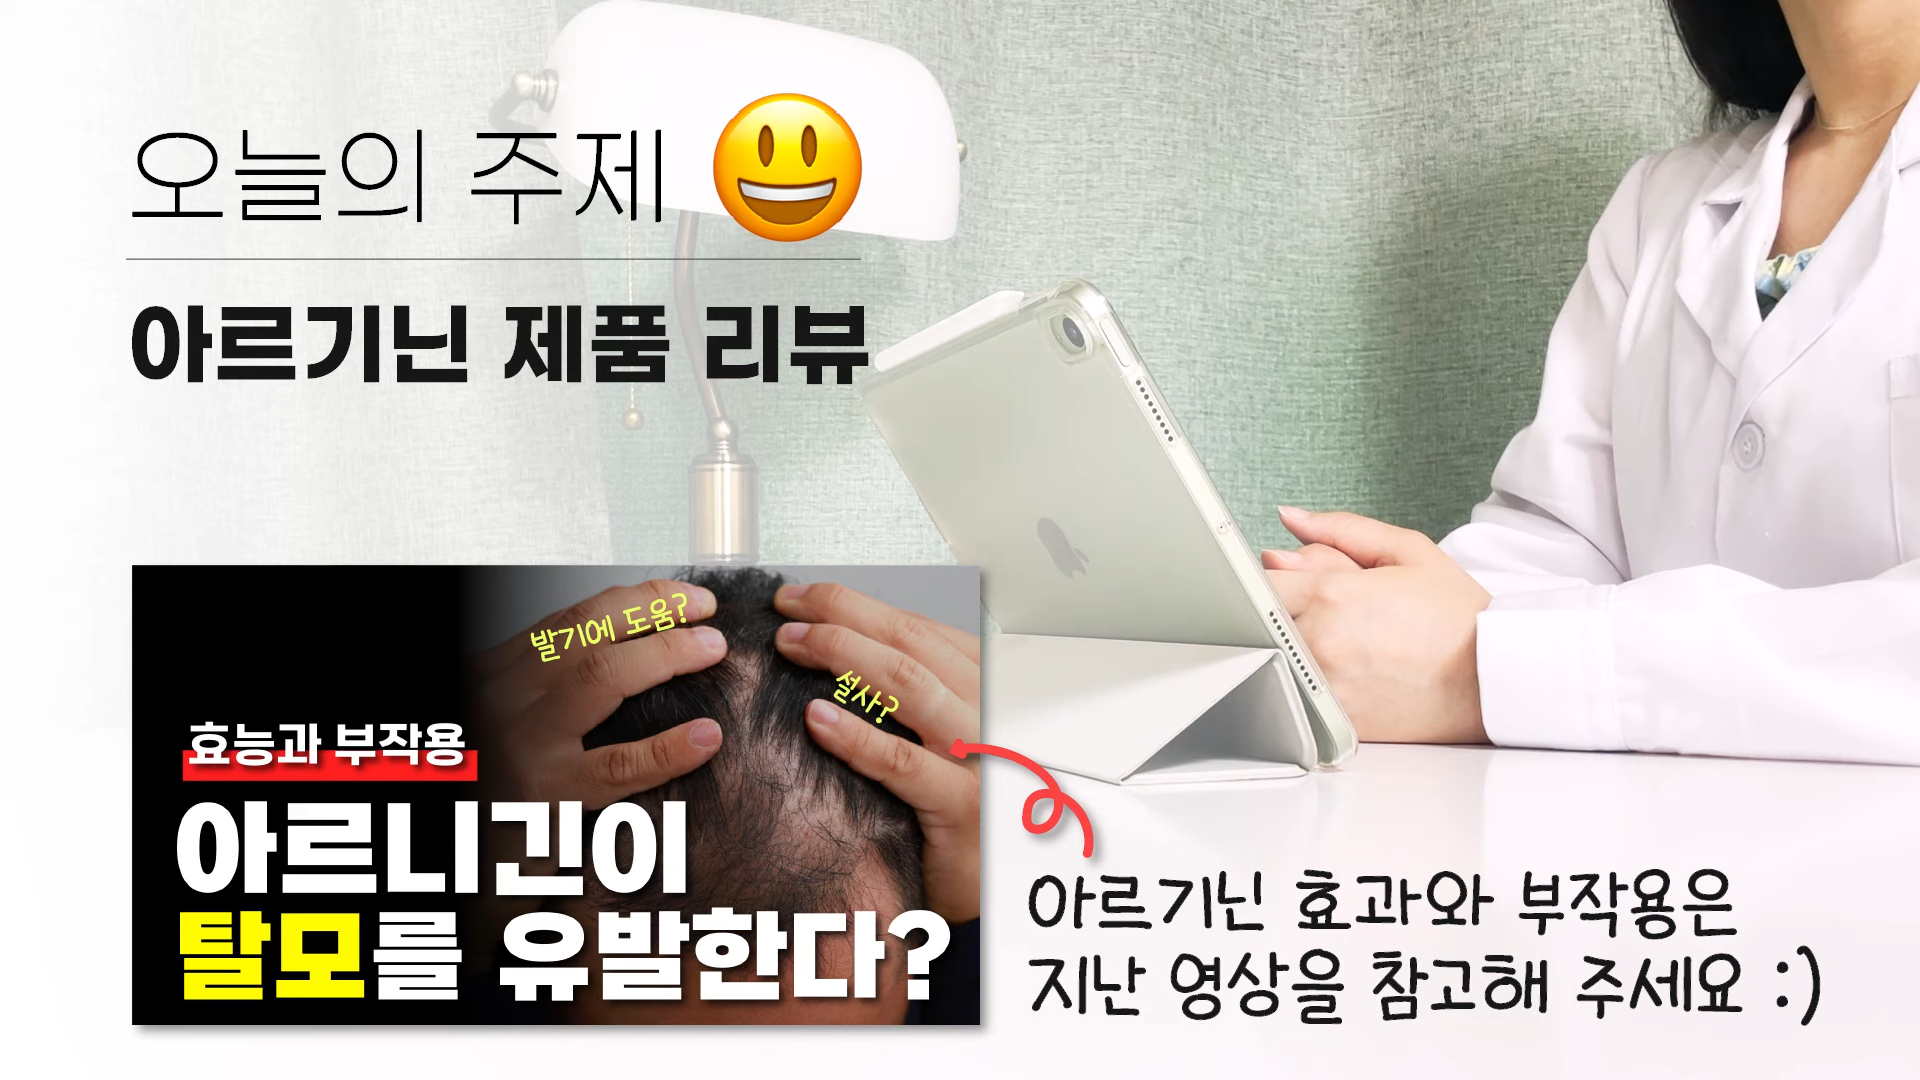 오늘의 주제
아르기닌 제품 리뷰
발기에 도움?
설사?
효능과 부작용
아르니긴이
탈모를 유발한다?
아르기닌 효과와 부작용은
지난 영상을 참고해 주세요 :)